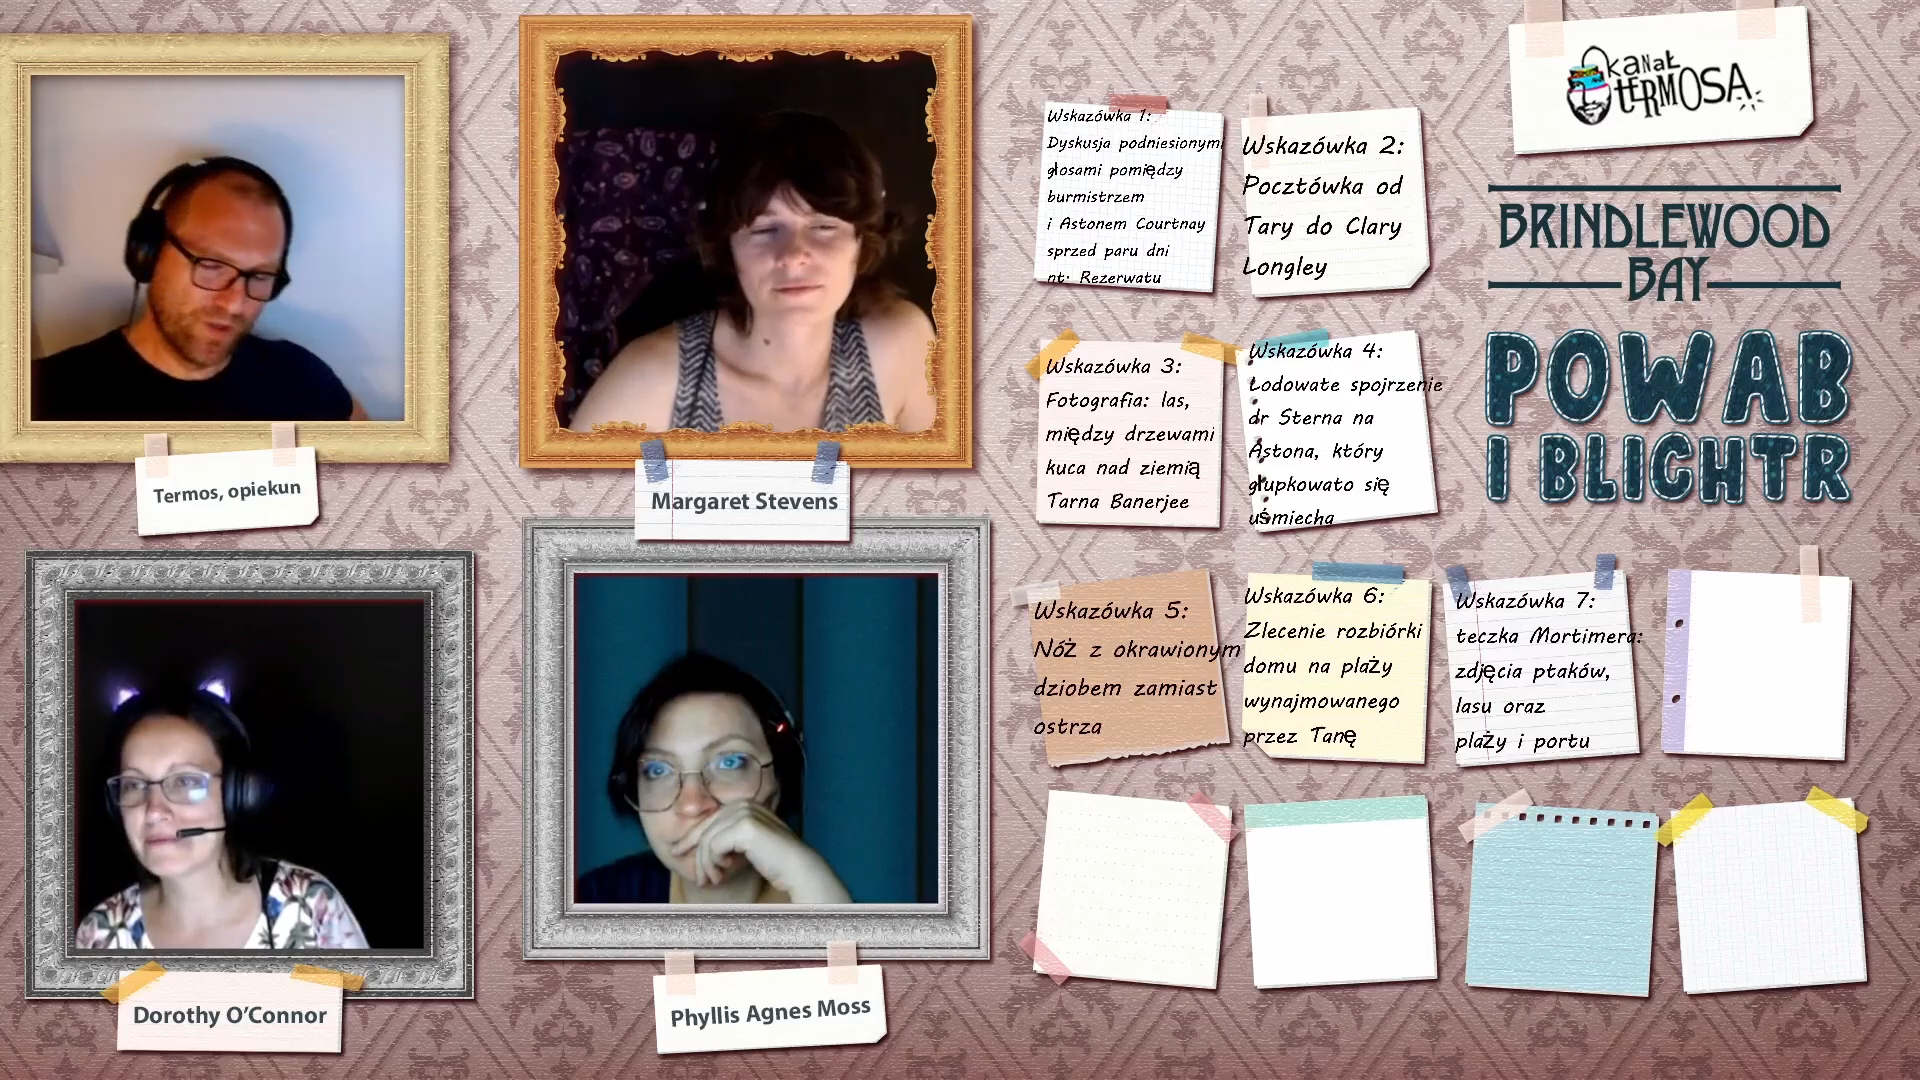 Termos, opiekun
Margaret Stevens
Dorothy O'Connor
Phyllis Agnes Moss
Wskazówka 1:
Dyskusja podniesionymi
głosami pomiędzy
burmistrzem
i Astonem Courtnay
sprzed paru dni
nt. Rezerwatu
Wskazówka 2:
Pocztówka od
Tary do Clary
Longley
Wskazówka 3:
Fotografia: las,
między drzewami
kuca nad ziemią
Tarna Banerjee
Wskazówka 4:
Lodowate spojrzenie
dr Sterna na
Astona, który
głupkowato się
uśmiecha
Wskazówka 5:
Nóż z okrawionym
dziobem zamiast
ostrza
Wskazówka 6:
Zlecenie rozbiórki
domu na plaży
wynajmowanego
przez Tanę
Wskazówka 7:
teczka Mortimera:
zdjęcia ptaków,
lasu oraz
plaży i portu
kanał
termosa
BRINDLEWOOD
BAY
POWAB
I BLICHTR